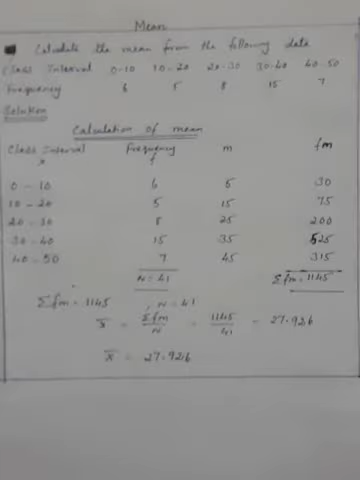 Mean
Calculate the mean from the following data
Class Interval 0-10 10-20 20-30 30-40 40-50
Frequency 6 5 8 15 7
Solution
Calculation of mean
Class Interval Frequency m fm
x f
0 - 10 6 5 30
10 - 20 5 15 75
20 - 30 8 25 200
30 - 40 15 35 525
40 - 50 7 45 315
N = 41 Σfm = 1145
Σfm = 1145, N = 41
x̄ = Σfm/N = 1145/41 = 27.926
x̄ = 27.926